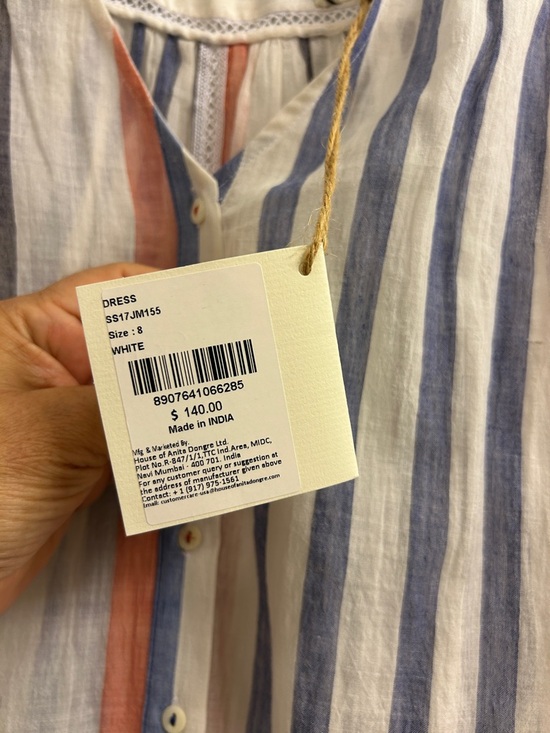 DRESS
SS17JM155
Size : 8
WHITE
8907641066285
$ 140.00
Made in INDIA
Mfg & Marketed By,
House of Anita Dongre Ltd.
Plot No.R-847/1/1,TTC Ind.Area, MIDC,
Navi Mumbai - 400 701. India
For any customer query or suggestion at
the address of manufacturer given above
Contact: + 1 (917) 975-1561
Email: customercare-usa@houseofanitadongre.com